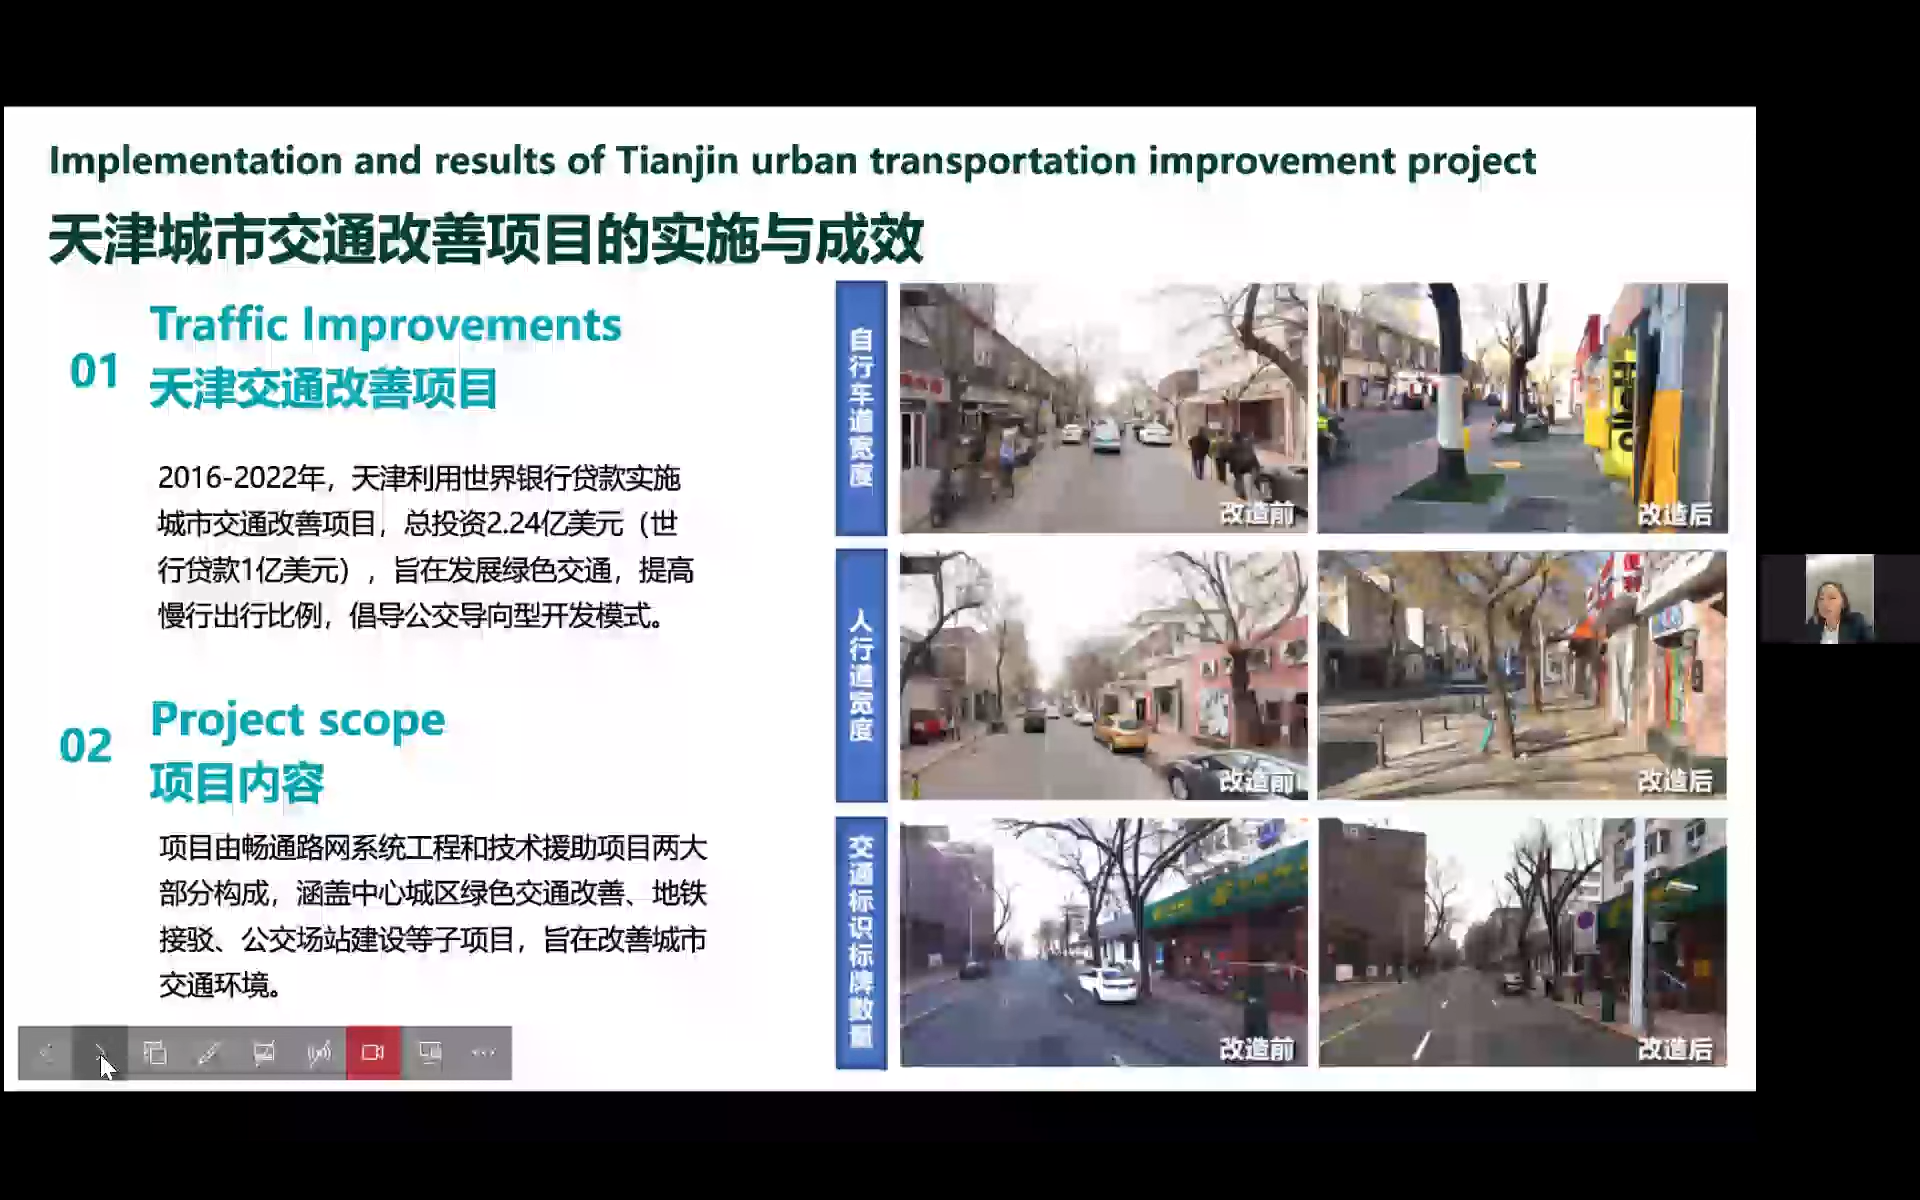 Implementation and results of Tianjin urban transportation improvement project
天津城市交通改善项目的实施与成效
01
Traffic Improvements
天津交通改善项目
2016-2022年，天津利用世界银行贷款实施
城市交通改善项目，总投资2.24亿美元（世
行贷款1亿美元），旨在发展绿色交通，提高
慢行出行比例，倡导公交导向型开发模式。
02
Project scope
项目内容
项目由畅通路网系统工程和技术援助项目两大
部分构成，涵盖中心城区绿色交通改善、地铁
接驳、公交场站建设等子项目，旨在改善城市
交通环境。
自行车道宽度
改造前
改造后
人行道宽度
改造前
改造后
交通标识标牌数量
改造前
改造后